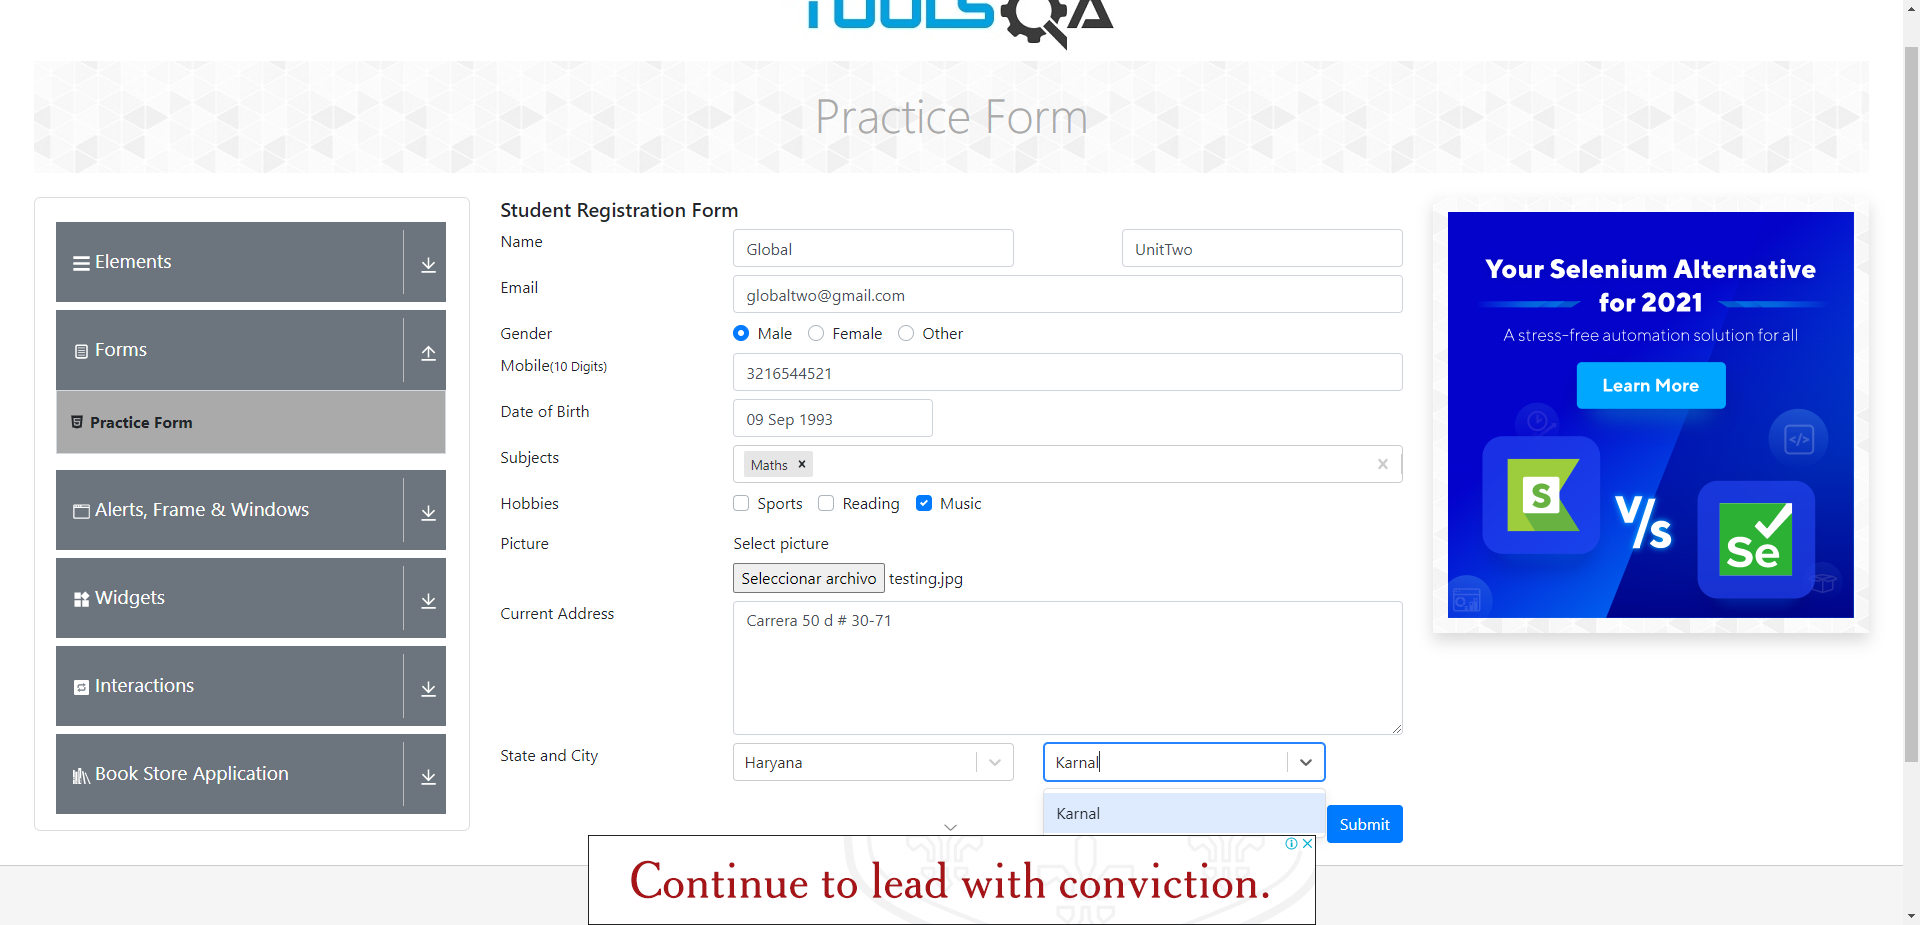 TOOLSQA
Practice Form
Elements
Forms
Practice Form
Alerts, Frame & Windows
Widgets
Interactions
Book Store Application
Student Registration Form
Name
Global
UnitTwo
Email
globaltwo@gmail.com
Gender
Male
Female
Other
Mobile(10 Digits)
3216544521
Date of Birth
09 Sep 1993
Subjects
Maths
Hobbies
Sports
Reading
Music
Picture
Select picture
Seleccionar archivo testing.jpg
Current Address
Carrera 50 d # 30-71
State and City
Haryana
Karnal
Karnal
Submit
Your Selenium Alternative
for 2021
A stress-free automation solution for all
Learn More
S
V/s
Se
</>
Continue to lead with conviction.